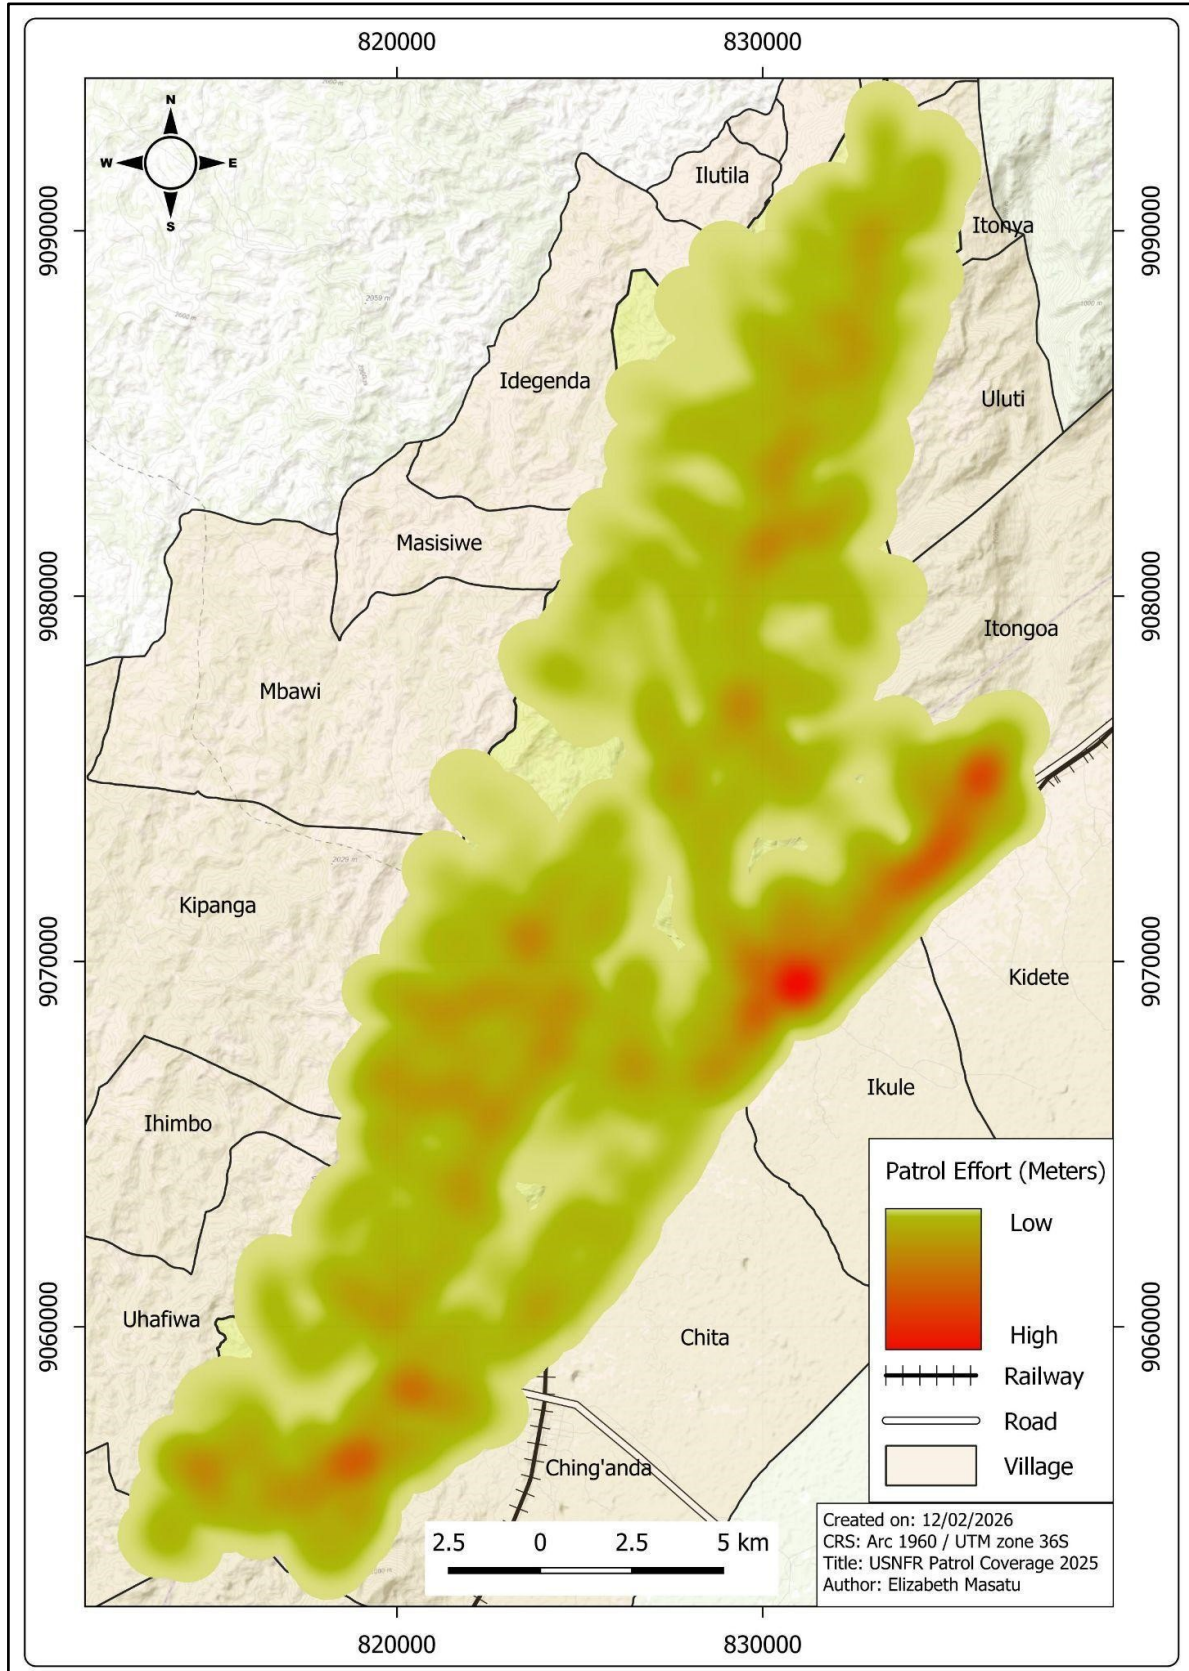 820000
830000
N
W
E
S
Ilutila
Itonya
9090000
9090000
2059 m
Idegenda
Uluti
Masisiwe
9080000
9080000
Itongoa
Mbawi
Kipanga
9070000
9070000
Kidete
Ikule
Ihimbo
Patrol Effort (Meters)
Low
High
Railway
Road
Village
Uhafiwa
9060000
9060000
Chita
Ching'anda
2.5 0 2.5 5 km
Created on: 12/02/2026
CRS: Arc 1960 / UTM zone 36S
Title: USNFR Patrol Coverage 2025
Author: Elizabeth Masatu
820000
830000